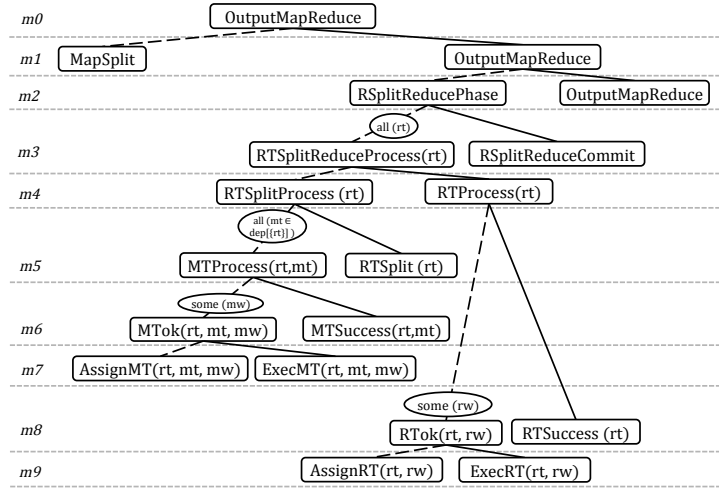 m0
OutputMapReduce
m1
MapSplit
OutputMapReduce
m2
RSplitReducePhase
OutputMapReduce
all (rt)
m3
RTSplitReduceProcess(rt)
RSplitReduceCommit
m4
RTSplitProcess (rt)
RTProcess(rt)
all (mt ∈
dep[{rt}] )
m5
MTProcess(rt,mt)
RTSplit (rt)
some (mw)
m6
MTok(rt, mt, mw)
MTSuccess(rt,mt)
m7
AssignMT(rt, mt, mw)
ExecMT(rt, mt, mw)
some (rw)
m8
RTok(rt, rw)
RTSuccess (rt)
m9
AssignRT(rt, rw)
ExecRT(rt, rw)